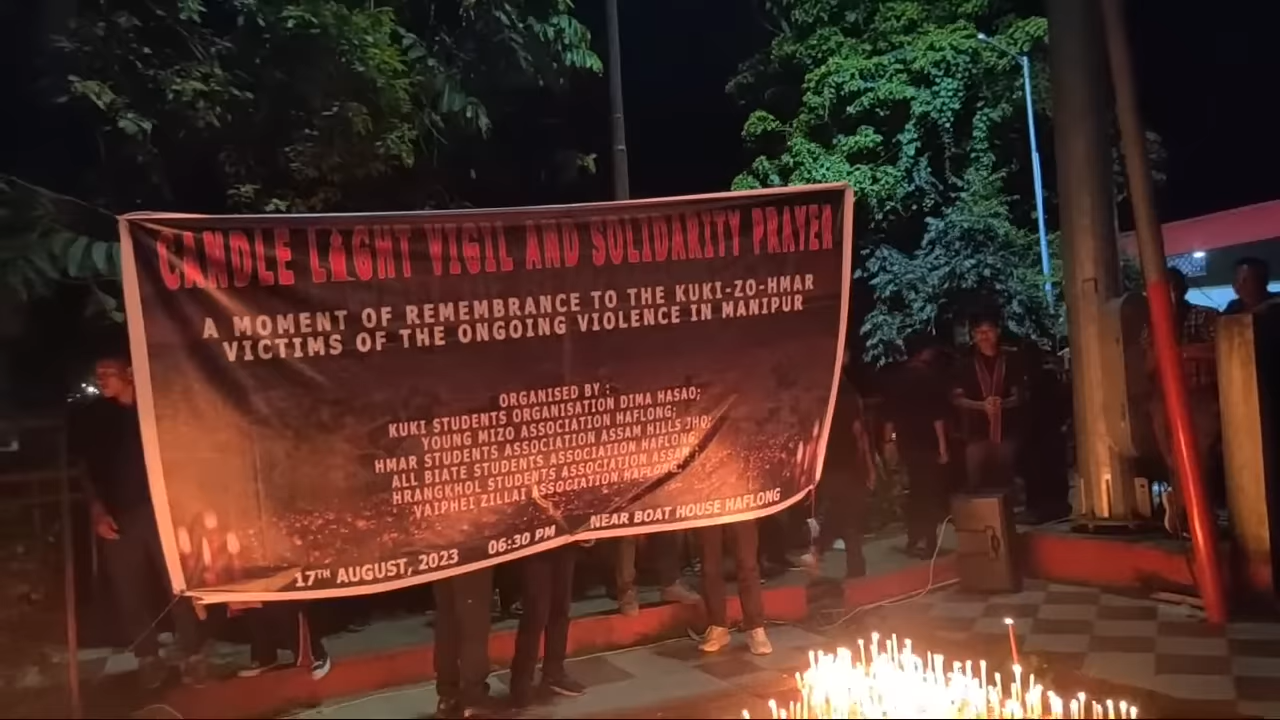 CANDLE LIGHT VIGIL AND SOLIDARITY PRAYER
A MOMENT OF REMEMBRANCE TO THE KUKI-ZO-HMAR
VICTIMS OF THE ONGOING VIOLENCE IN MANIPUR
ORGANISED BY :
KUKI STUDENTS ORGANISATION DIMA HASAO;
YOUNG MIZO ASSOCIATION HAFLONG;
HMAR STUDENTS ASSOCIATION ASSAM HILLS JHQ;
ALL BIATE STUDENTS ASSOCIATION HAFLONG;
HRANGKHOL STUDENTS ASSOCIATION ASSAM
VAIPHEI ZILLAI ASSOCIATION HAFLONG
17TH AUGUST, 2023 06:30 PM NEAR BOAT HOUSE HAFLONG